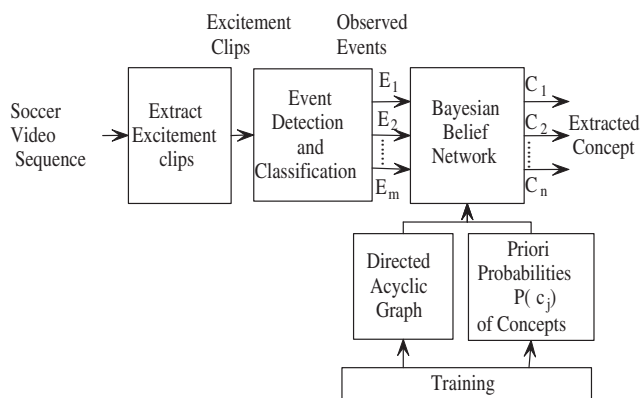 Excitement
Clips
Observed
Events
Soccer
Video
Sequence
Extract
Excitement
clips
Event
Detection
and
Classification
E1
E2
Em
Bayesian
Belief
Network
C1
C2
Cn
Extracted
Concept
Directed
Acyclic
Graph
Priori
Probabilities
P( cj)
of Concepts
Training